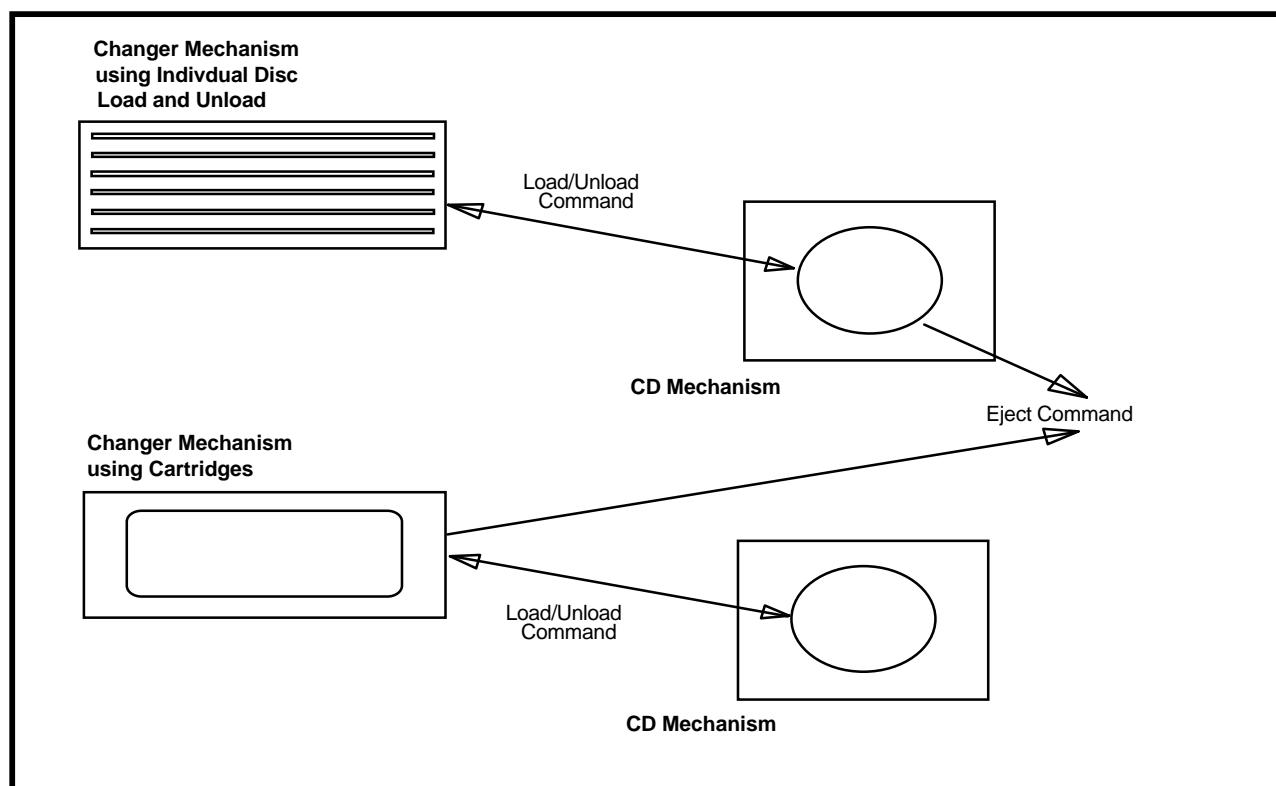 Changer Mechanism
using Indivdual Disc
Load and Unload
Load/Unload
Command
CD Mechanism
Eject Command
Changer Mechanism
using Cartridges
Load/Unload
Command
CD Mechanism